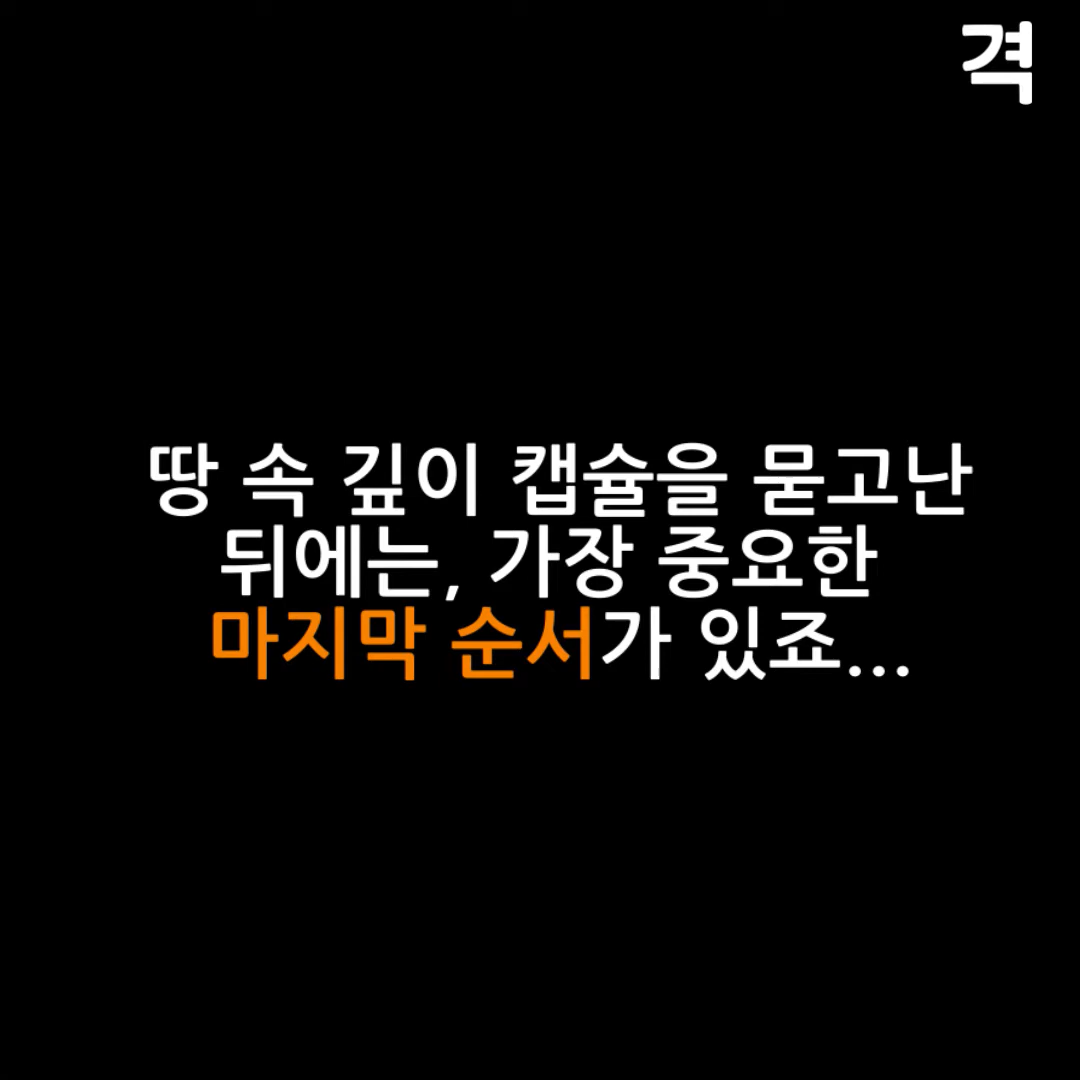 격
땅 속 깊이 캡슐을 묻고난
뒤에는, 가장 중요한
마지막 순서가 있죠...